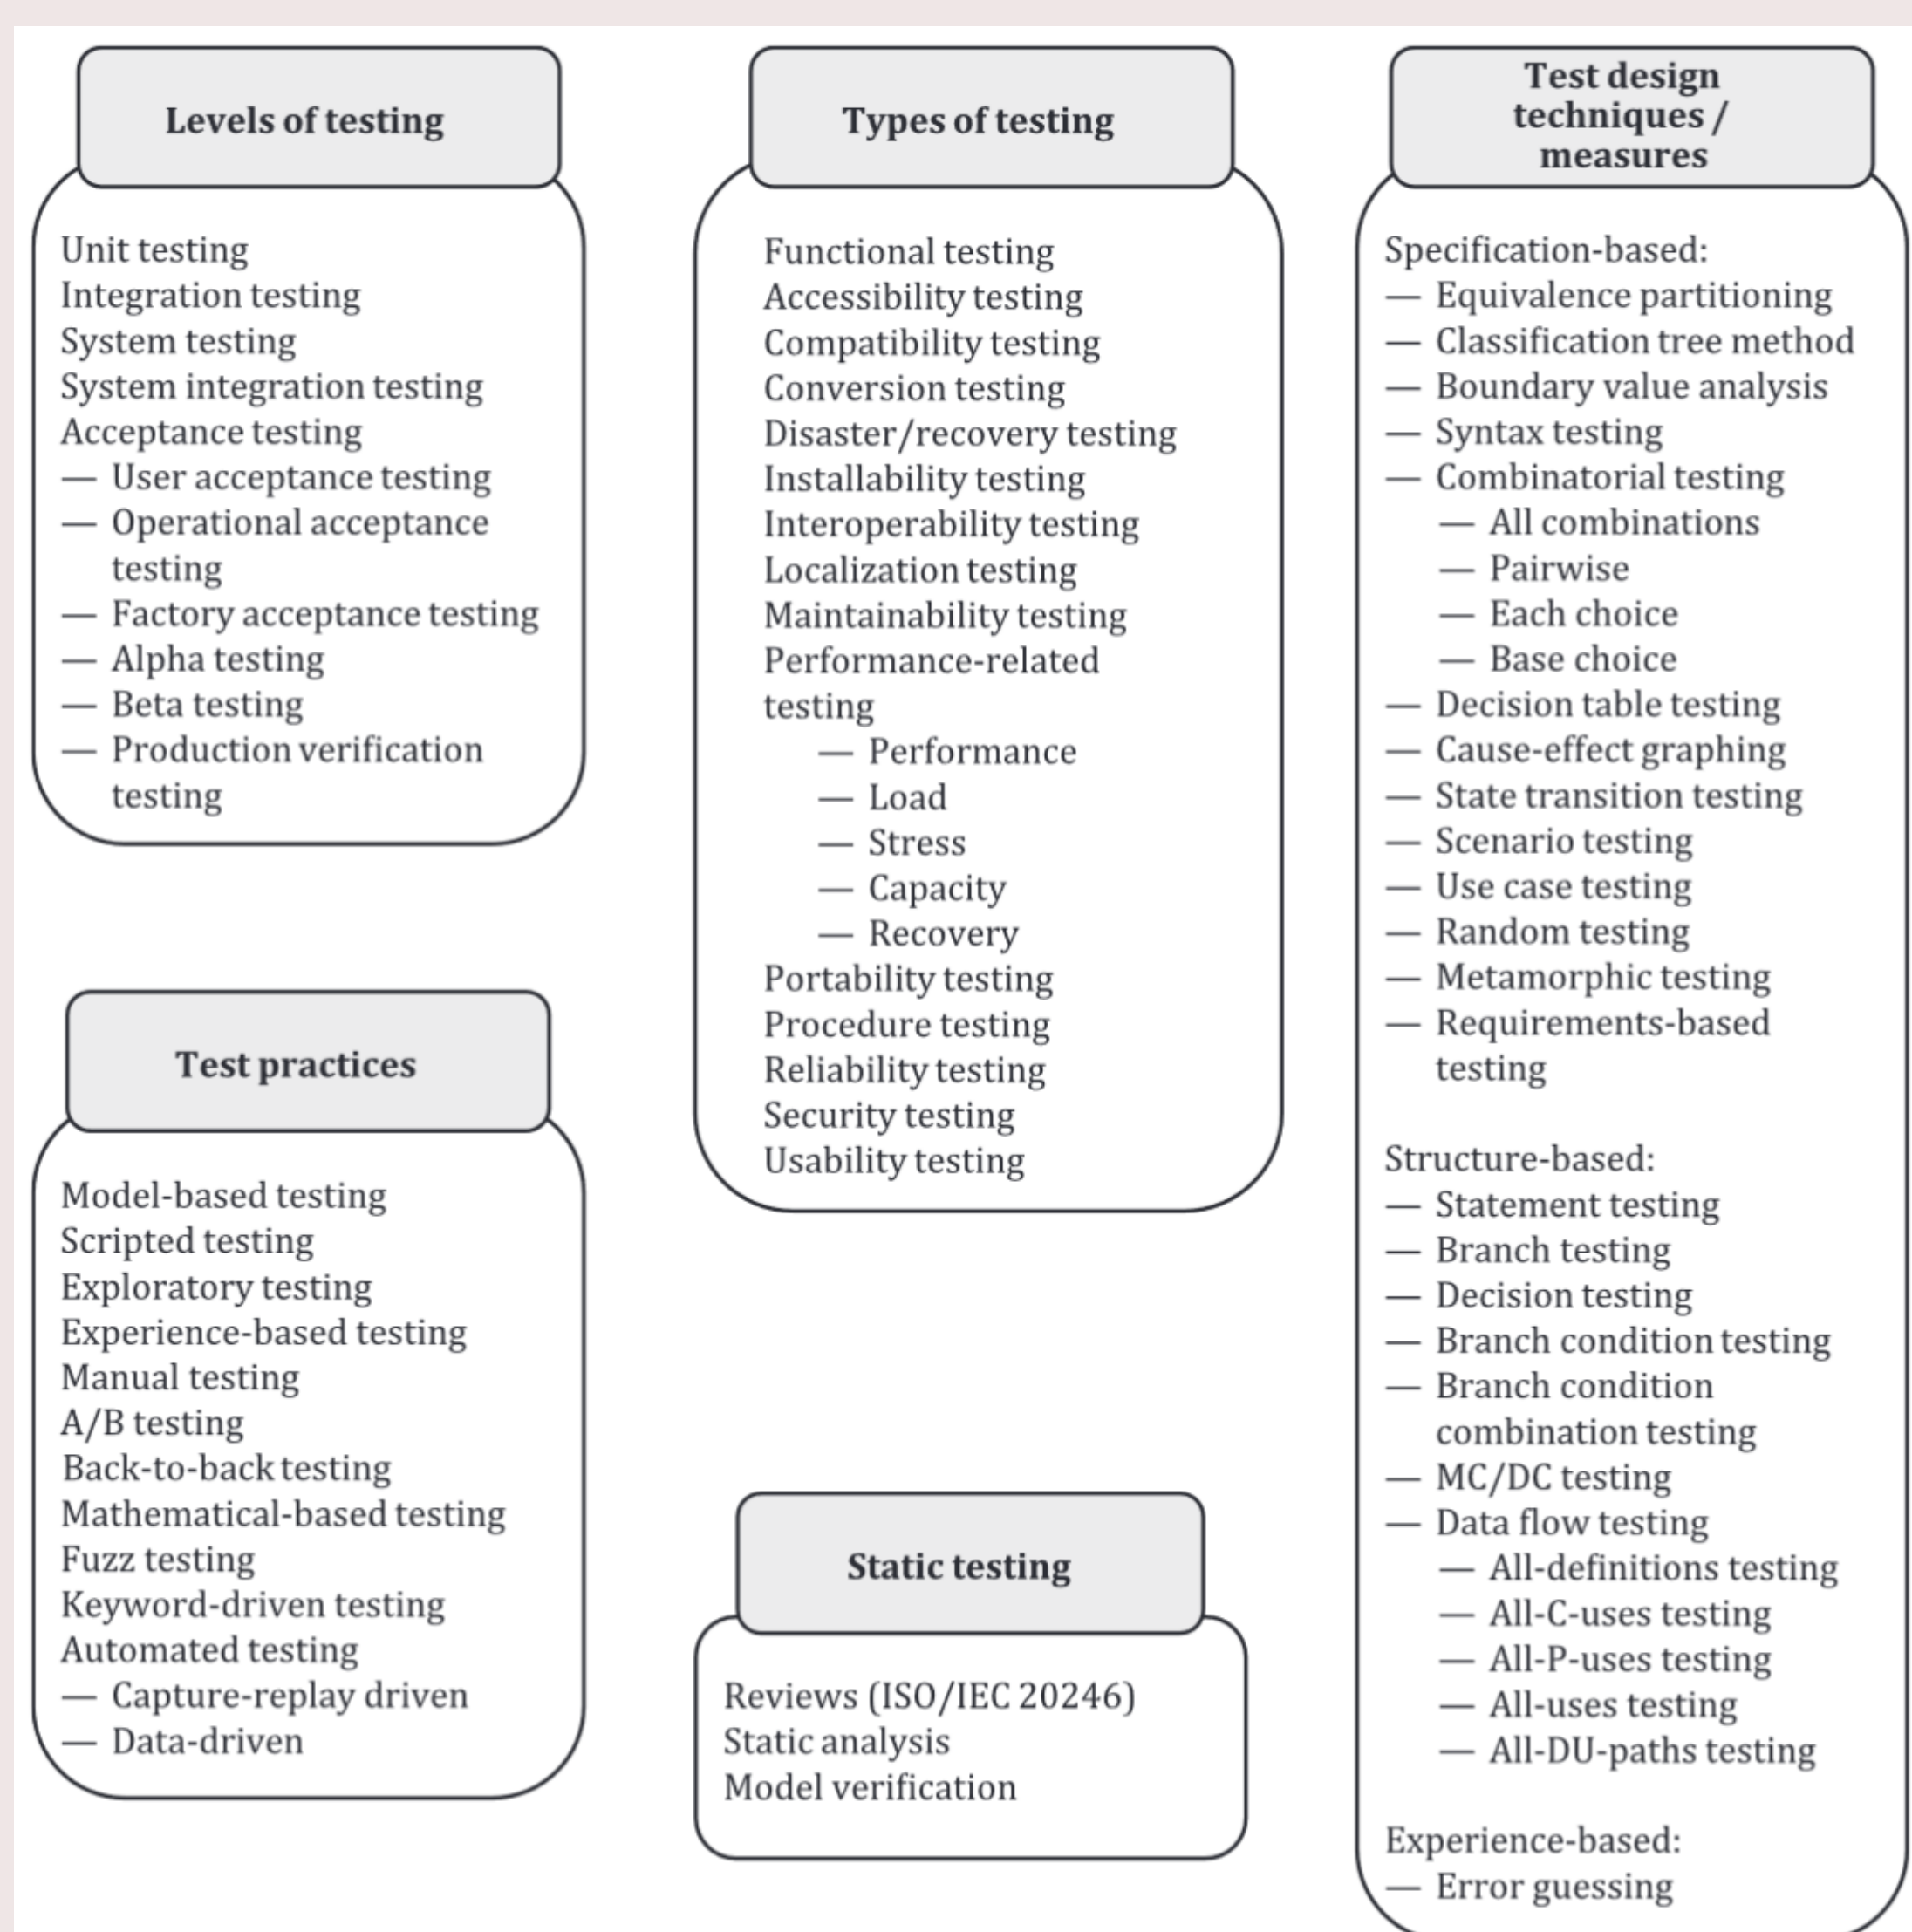 Levels of testing
Unit testing
Integration testing
System testing
System integration testing
Acceptance testing
— User acceptance testing
— Operational acceptance
testing
— Factory acceptance testing
— Alpha testing
— Beta testing
— Production verification
testing
Test practices
Model-based testing
Scripted testing
Exploratory testing
Experience-based testing
Manual testing
A/B testing
Back-to-back testing
Mathematical-based testing
Fuzz testing
Keyword-driven testing
Automated testing
— Capture-replay driven
— Data-driven
Types of testing
Functional testing
Accessibility testing
Compatibility testing
Conversion testing
Disaster/recovery testing
Installability testing
Interoperability testing
Localization testing
Maintainability testing
Performance-related
testing
— Performance
— Load
— Stress
— Capacity
— Recovery
Portability testing
Procedure testing
Reliability testing
Security testing
Usability testing
Static testing
Reviews (ISO/IEC 20246)
Static analysis
Model verification
Test design
techniques /
measures
Specification-based:
— Equivalence partitioning
— Classification tree method
— Boundary value analysis
— Syntax testing
— Combinatorial testing
— All combinations
— Pairwise
— Each choice
— Base choice
— Decision table testing
— Cause-effect graphing
— State transition testing
— Scenario testing
— Use case testing
— Random testing
— Metamorphic testing
— Requirements-based
testing
Structure-based:
— Statement testing
— Branch testing
— Decision testing
— Branch condition testing
— Branch condition
combination testing
— MC/DC testing
— Data flow testing
— All-definitions testing
— All-C-uses testing
— All-P-uses testing
— All-uses testing
— All-DU-paths testing
Experience-based:
— Error guessing